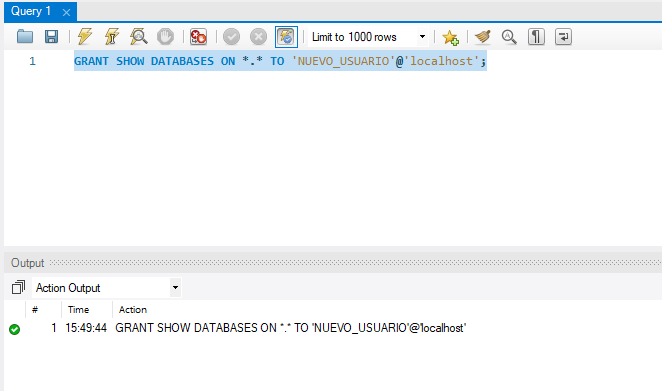 Query 1
Limit to 1000 rows
1 GRANT SHOW DATABASES ON *.* TO 'NUEVO_USUARIO'@'localhost';
Output
Action Output
# Time Action
1 15:49:44 GRANT SHOW DATABASES ON *.* TO 'NUEVO_USUARIO'@'localhost'